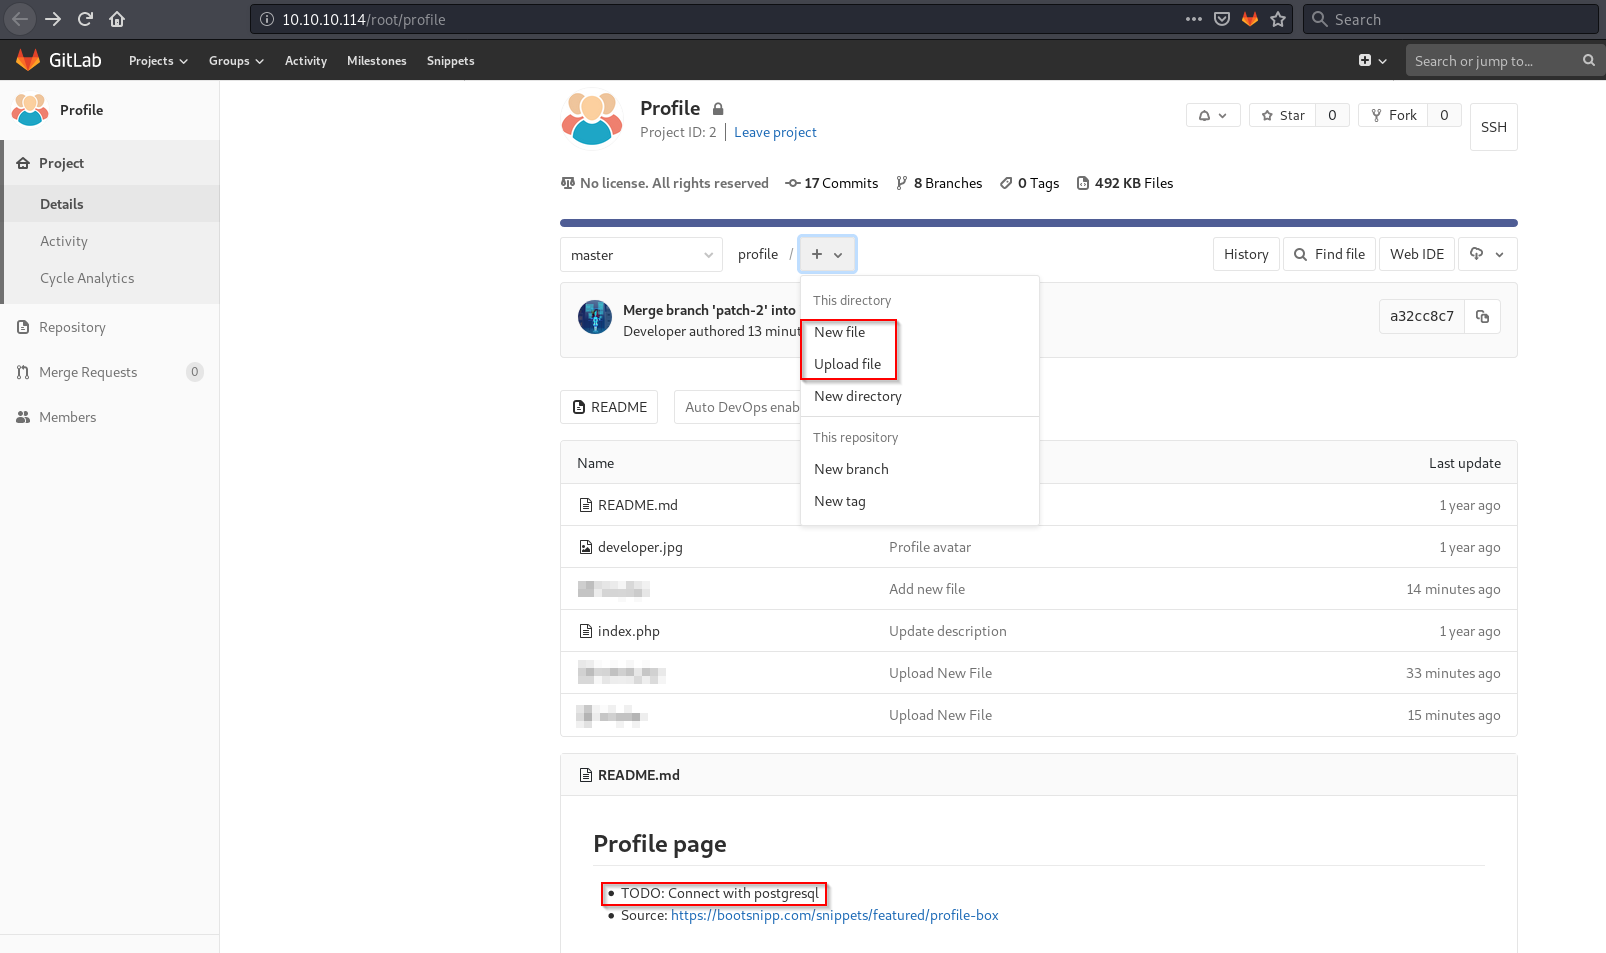 10.10.10.114/root/profile
Search
GitLab Projects Groups Activity Milestones Snippets
Search or jump to...
Profile
Project
Details
Activity
Cycle Analytics
Repository
Merge Requests 0
Members
Profile
Project ID: 2 Leave project
Star 0 Fork 0 SSH
No license. All rights reserved 17 Commits 8 Branches 0 Tags 492 KB Files
master profile / + History Find file Web IDE
Merge branch 'patch-2' into
Developer authored 13 minut
a32cc8c7
This directory
New file
Upload file
New directory
This repository
New branch
New tag
README Auto DevOps enab
Name Last update
README.md 1 year ago
developer.jpg Profile avatar 1 year ago
Add new file 14 minutes ago
index.php Update description 1 year ago
Upload New File 33 minutes ago
Upload New File 15 minutes ago
README.md
Profile page
• TODO: Connect with postgresql
• Source: https://bootsnipp.com/snippets/featured/profile-box